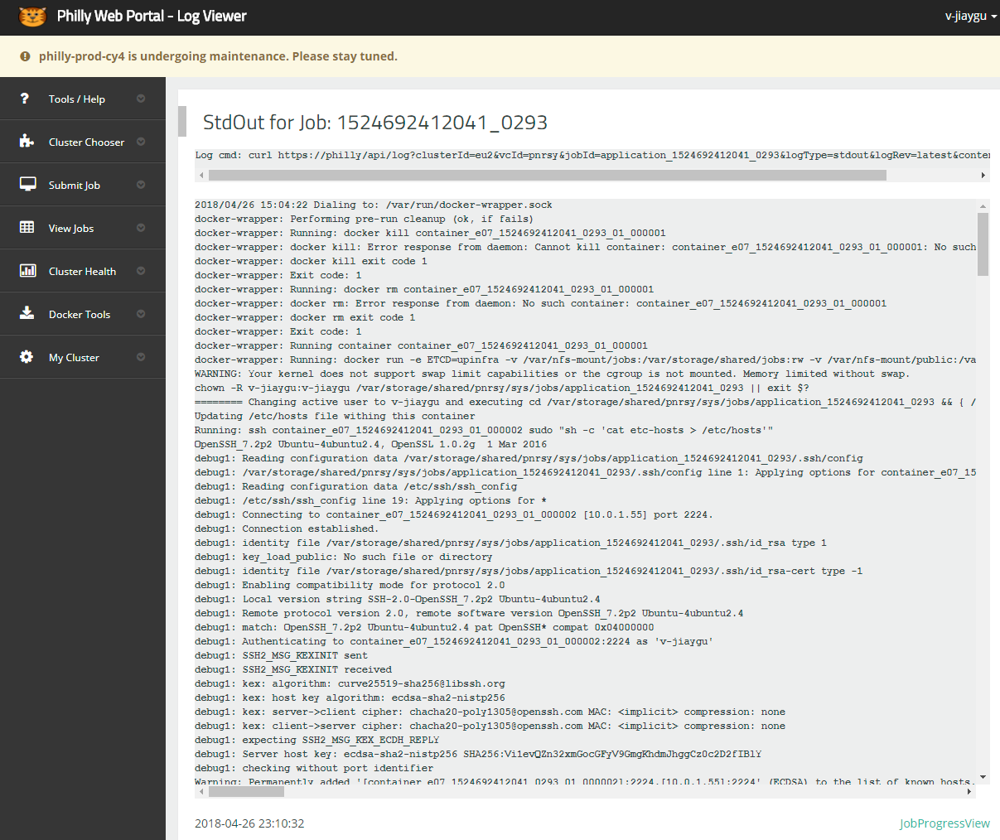 Philly Web Portal - Log Viewer
v-jiaygu
philly-prod-cy4 is undergoing maintenance. Please stay tuned.
Tools / Help
Cluster Chooser
Submit Job
View Jobs
Cluster Health
Docker Tools
My Cluster
StdOut for Job: 1524692412041_0293
Log cmd: curl https://philly/api/log?clusterId=eu2&vcId=pnrsy&jobId=application_1524692412041_0293&logType=stdout&logRev=latest&conten
2018/04/26 15:04:22 Dialing to: /var/run/docker-wrapper.sock
docker-wrapper: Performing pre-run cleanup (ok, if fails)
docker-wrapper: Running: docker kill container_e07_1524692412041_0293_01_000001
docker-wrapper: docker kill: Error response from daemon: Cannot kill container: container_e07_1524692412041_0293_01_000001: No such
docker-wrapper: docker kill exit code 1
docker-wrapper: Exit code: 1
docker-wrapper: Running: docker rm container_e07_1524692412041_0293_01_000001
docker-wrapper: docker rm: Error response from daemon: No such container: container_e07_1524692412041_0293_01_000001
docker-wrapper: docker rm exit code 1
docker-wrapper: Exit code: 1
docker-wrapper: Running container container_e07_1524692412041_0293_01_000001
docker-wrapper: Running: docker run -e ETCD=upinfra -v /var/nfs-mount/jobs:/var/storage/shared/jobs:rw -v /var/nfs-mount/public:/va
WARNING: Your kernel does not support swap limit capabilities or the cgroup is not mounted. Memory limited without swap.
chown -R v-jiaygu:v-jiaygu /var/storage/shared/pnrsy/sys/jobs/application_1524692412041_0293 || exit $?
======== Changing active user to v-jiaygu and executing cd /var/storage/shared/pnrsy/sys/jobs/application_1524692412041_0293 && { /
Updating /etc/hosts file withing this container
Running: ssh container_e07_1524692412041_0293_01_000002 sudo "sh -c 'cat etc-hosts > /etc/hosts'"
OpenSSH_7.2p2 Ubuntu-4ubuntu2.4, OpenSSL 1.0.2g  1 Mar 2016
debug1: Reading configuration data /var/storage/shared/pnrsy/sys/jobs/application_1524692412041_0293/.ssh/config
debug1: /var/storage/shared/pnrsy/sys/jobs/application_1524692412041_0293/.ssh/config line 1: Applying options for container_e07_15
debug1: Reading configuration data /etc/ssh/ssh_config
debug1: /etc/ssh/ssh_config line 19: Applying options for *
debug1: Connecting to container_e07_1524692412041_0293_01_000002 [10.0.1.55] port 2224.
debug1: Connection established.
debug1: identity file /var/storage/shared/pnrsy/sys/jobs/application_1524692412041_0293/.ssh/id_rsa type 1
debug1: key_load_public: No such file or directory
debug1: identity file /var/storage/shared/pnrsy/sys/jobs/application_1524692412041_0293/.ssh/id_rsa-cert type -1
debug1: Enabling compatibility mode for protocol 2.0
debug1: Local version string SSH-2.0-OpenSSH_7.2p2 Ubuntu-4ubuntu2.4
debug1: Remote protocol version 2.0, remote software version OpenSSH_7.2p2 Ubuntu-4ubuntu2.4
debug1: match: OpenSSH_7.2p2 Ubuntu-4ubuntu2.4 pat OpenSSH* compat 0x04000000
debug1: Authenticating to container_e07_1524692412041_0293_01_000002:2224 as 'v-jiaygu'
debug1: SSH2_MSG_KEXINIT sent
debug1: SSH2_MSG_KEXINIT received
debug1: kex: algorithm: curve25519-sha256@libssh.org
debug1: kex: host key algorithm: ecdsa-sha2-nistp256
debug1: kex: server->client cipher: chacha20-poly1305@openssh.com MAC: <implicit> compression: none
debug1: kex: client->server cipher: chacha20-poly1305@openssh.com MAC: <implicit> compression: none
debug1: expecting SSH2_MSG_KEX_ECDH_REPLY
debug1: Server host key: ecdsa-sha2-nistp256 SHA256:Vi1evQZn32xmGocGFyV9GmgKhdmJhggCz0c2D2fIBlY
debug1: checking without port identifier
Warning: Permanently added '[container_e07_1524692412041_0293_01_000002]:2224,[10.0.1.55]:2224' (ECDSA) to the list of known hosts.
2018-04-26 23:10:32
JobProgressView